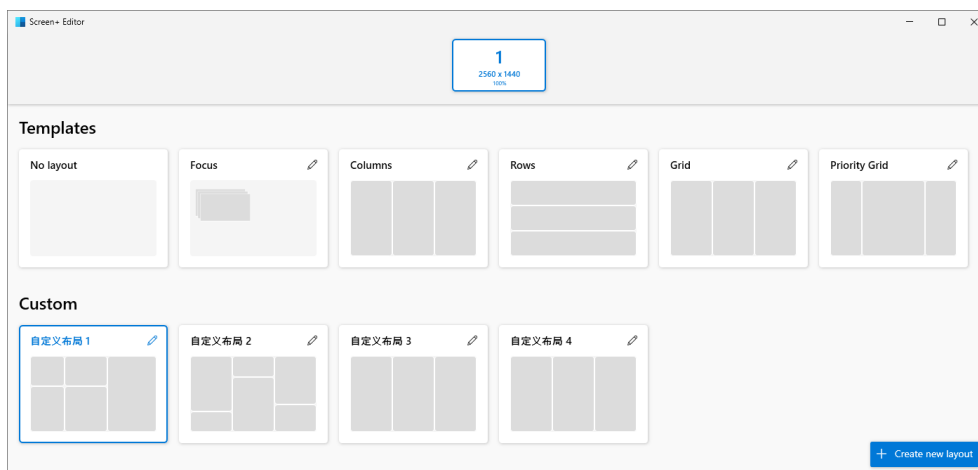 Screen+ Editor
1
2560 x 1440
100%
Templates
No layout
Focus
Columns
Rows
Grid
Priority Grid
Custom
自定义布局 1
自定义布局 2
自定义布局 3
自定义布局 4
Create new layout